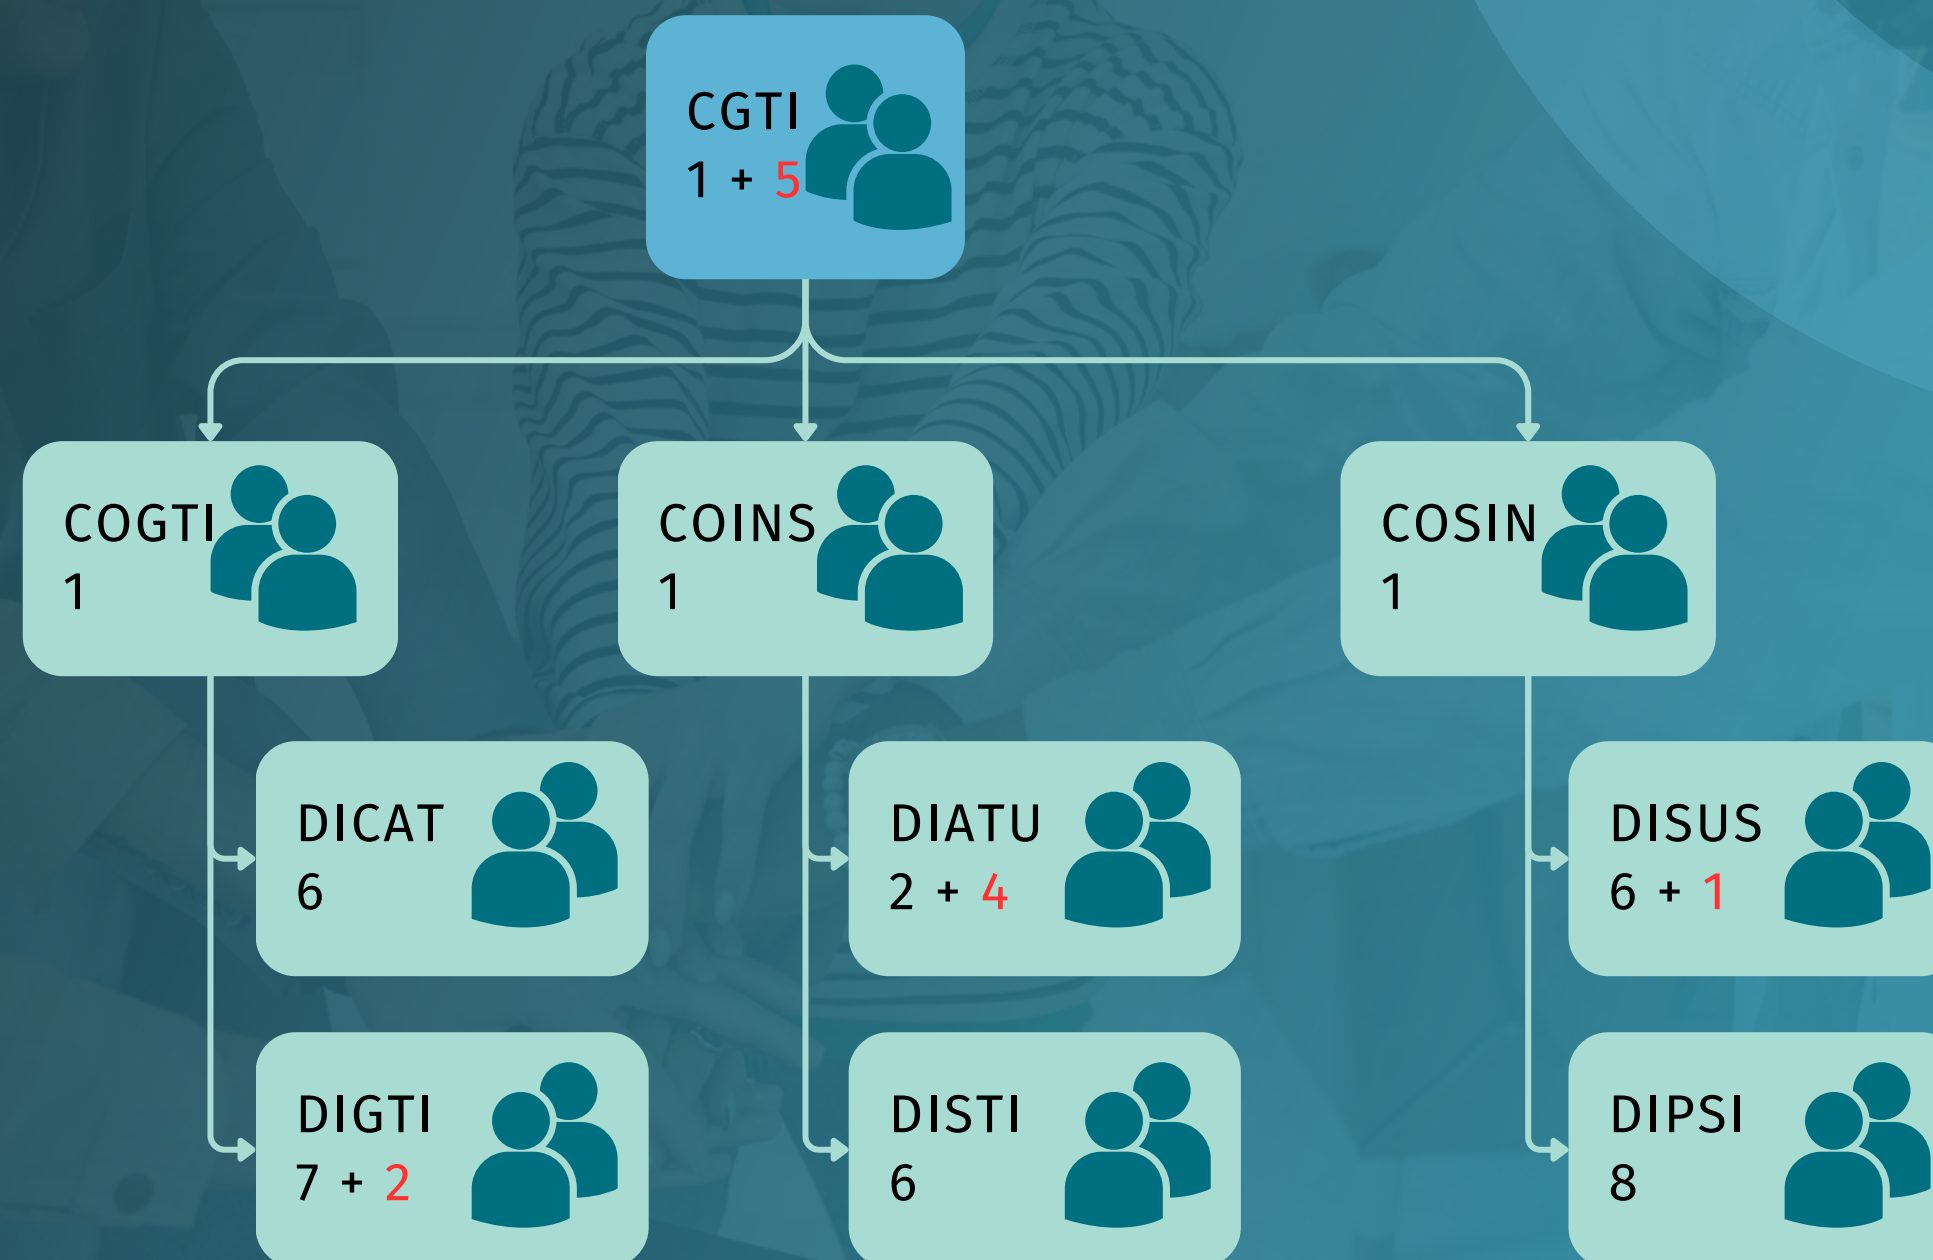 CGTI
1 + 5
COGTI
1
COINS
1
COSIN
1
DICAT
6
DIATU
2 + 4
DISUS
6 + 1
DIGTI
7 + 2
DISTI
6
DIPSI
8